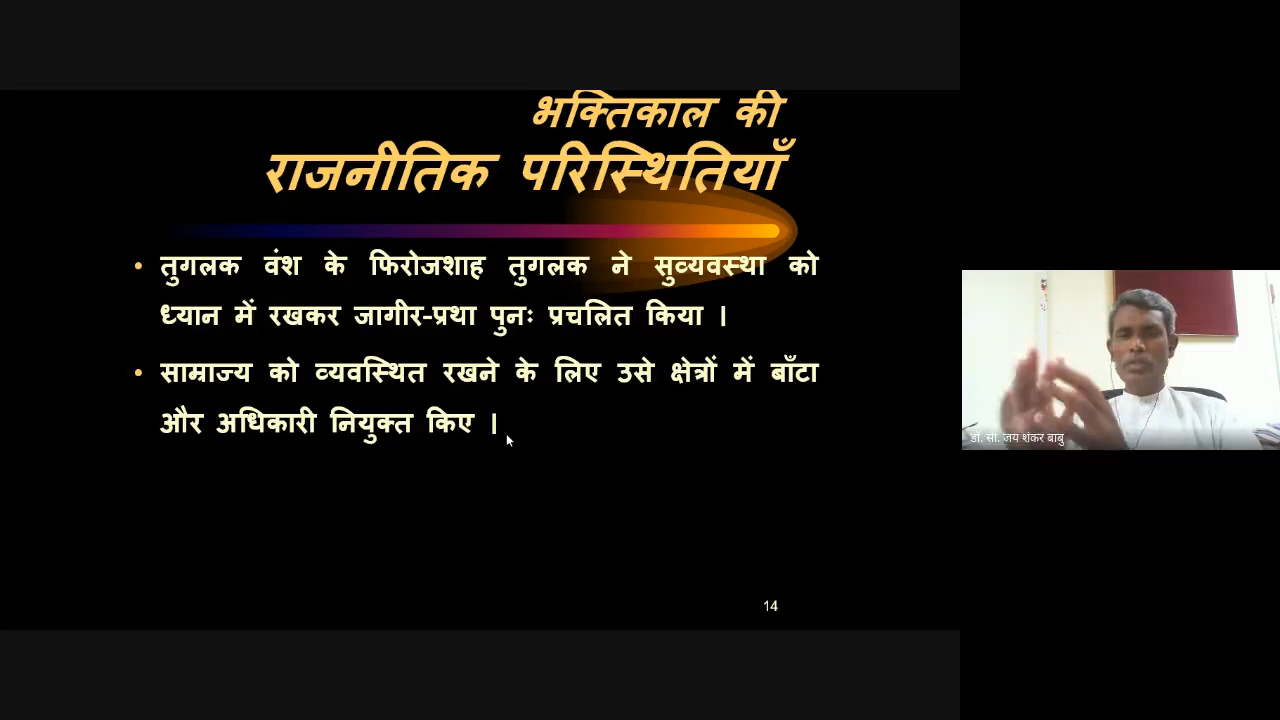 भक्तिकाल की
राजनीतिक परिस्थितियाँ
• तुगलक वंश के फिरोजशाह तुगलक ने सुव्यवस्था को
ध्यान में रखकर जागीर-प्रथा पुनः प्रचलित किया ।
• साम्राज्य को व्यवस्थित रखने के लिए उसे क्षेत्रों में बाँटा
और अधिकारी नियुक्त किए ।
14
डॉ. सी. जय शंकर बाबु